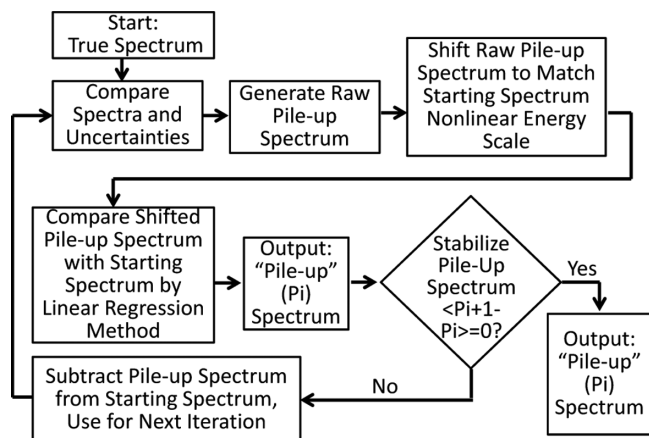 Start:
True Spectrum
Compare
Spectra and
Uncertainties
Generate Raw
Pile-up
Spectrum
Shift Raw Pile-up
Spectrum to Match
Starting Spectrum
Nonlinear Energy
Scale
Compare Shifted
Pile-up Spectrum
with Starting
Spectrum by
Linear Regression
Method
Output:
“Pile-up”
(Pi)
Spectrum
Stabilize
Pile-Up
Spectrum
<Pi+1-
Pi>=0?
Yes
Output:
“Pile-up”
(Pi)
Spectrum
No
Subtract Pile-up Spectrum
from Starting Spectrum,
Use for Next Iteration